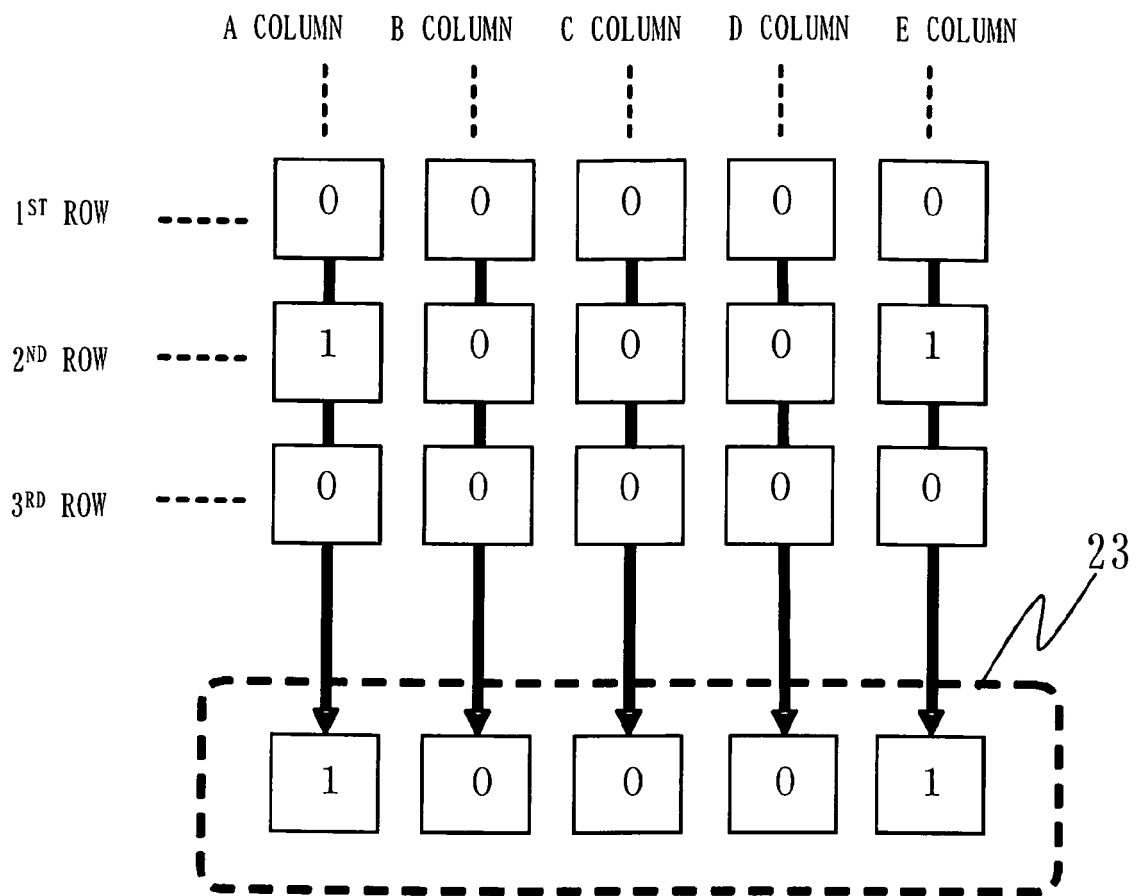 A COLUMN B COLUMN C COLUMN D COLUMN E COLUMN
1ST ROW 0 0 0 0 0
2ND ROW 1 0 0 0 1
3RD ROW 0 0 0 0 0
23
1 0 0 0 1